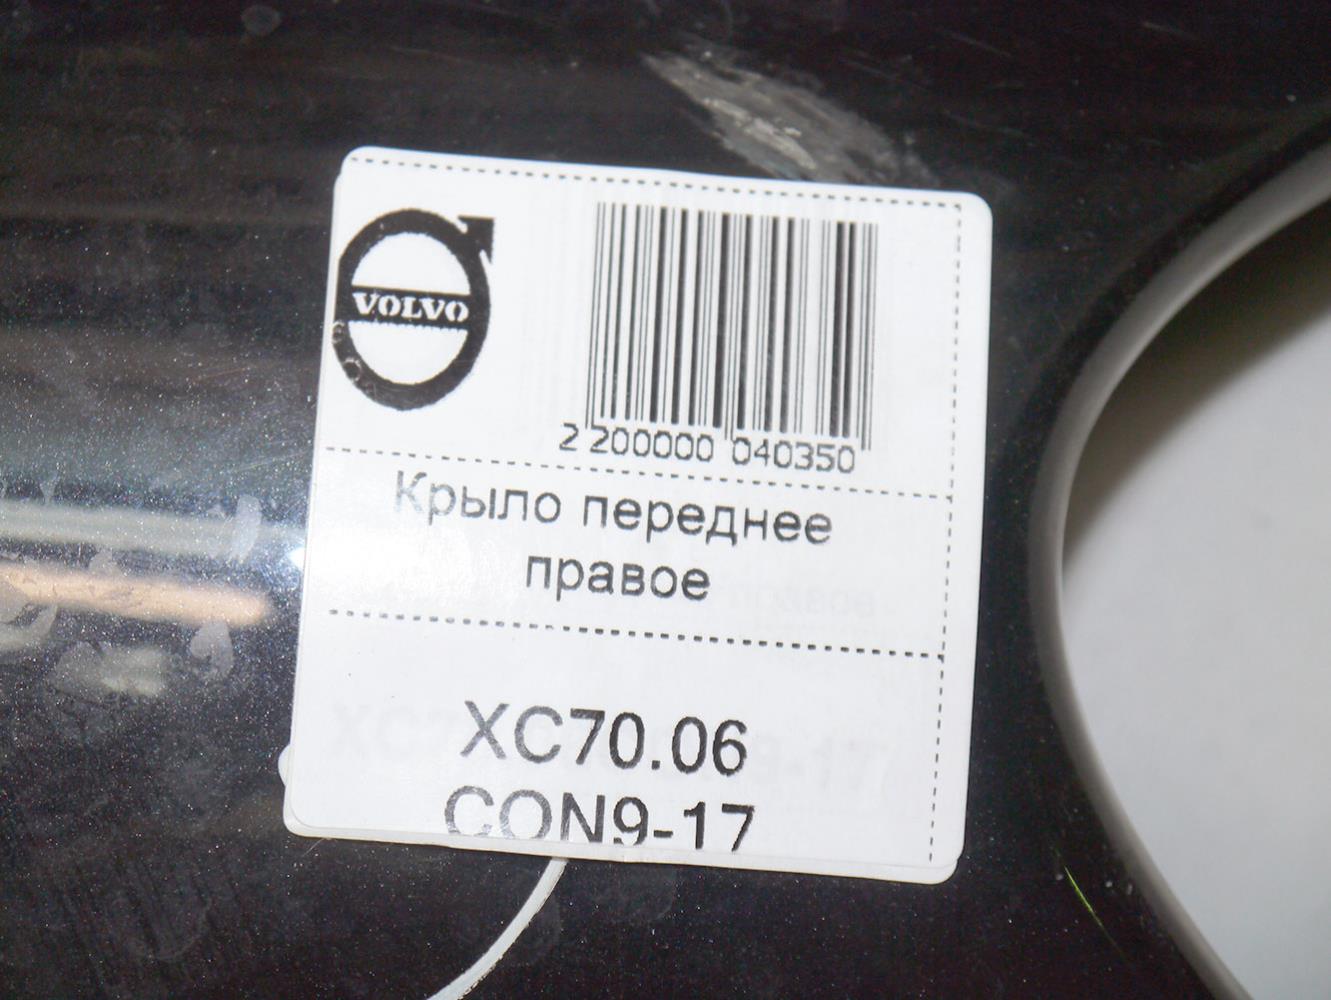 VOLVO
2 200000 040350
Крыло переднее
правое
XC70.06
CON9-17